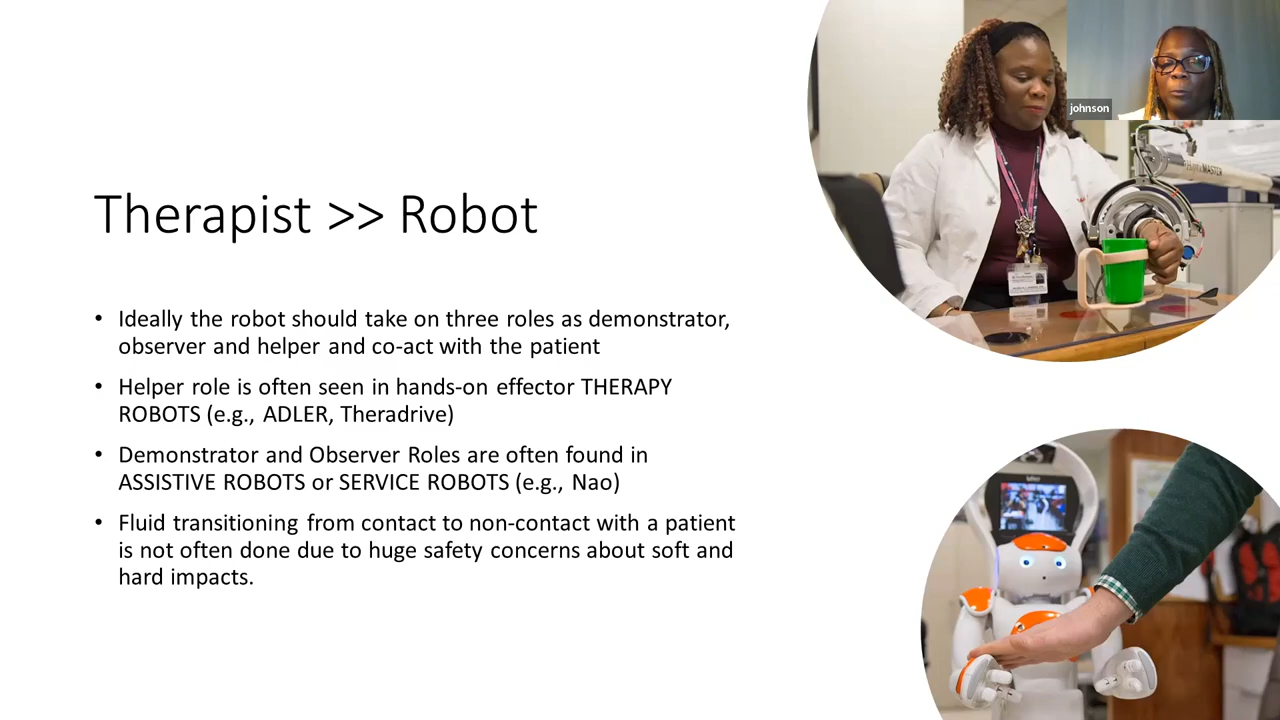 johnson
Therapist >> Robot
• Ideally the robot should take on three roles as demonstrator,
observer and helper and co-act with the patient
• Helper role is often seen in hands-on effector THERAPY
ROBOTS (e.g., ADLER, Theradrive)
• Demonstrator and Observer Roles are often found in
ASSISTIVE ROBOTS or SERVICE ROBOTS (e.g., Nao)
• Fluid transitioning from contact to non-contact with a patient
is not often done due to huge safety concerns about soft and
hard impacts.